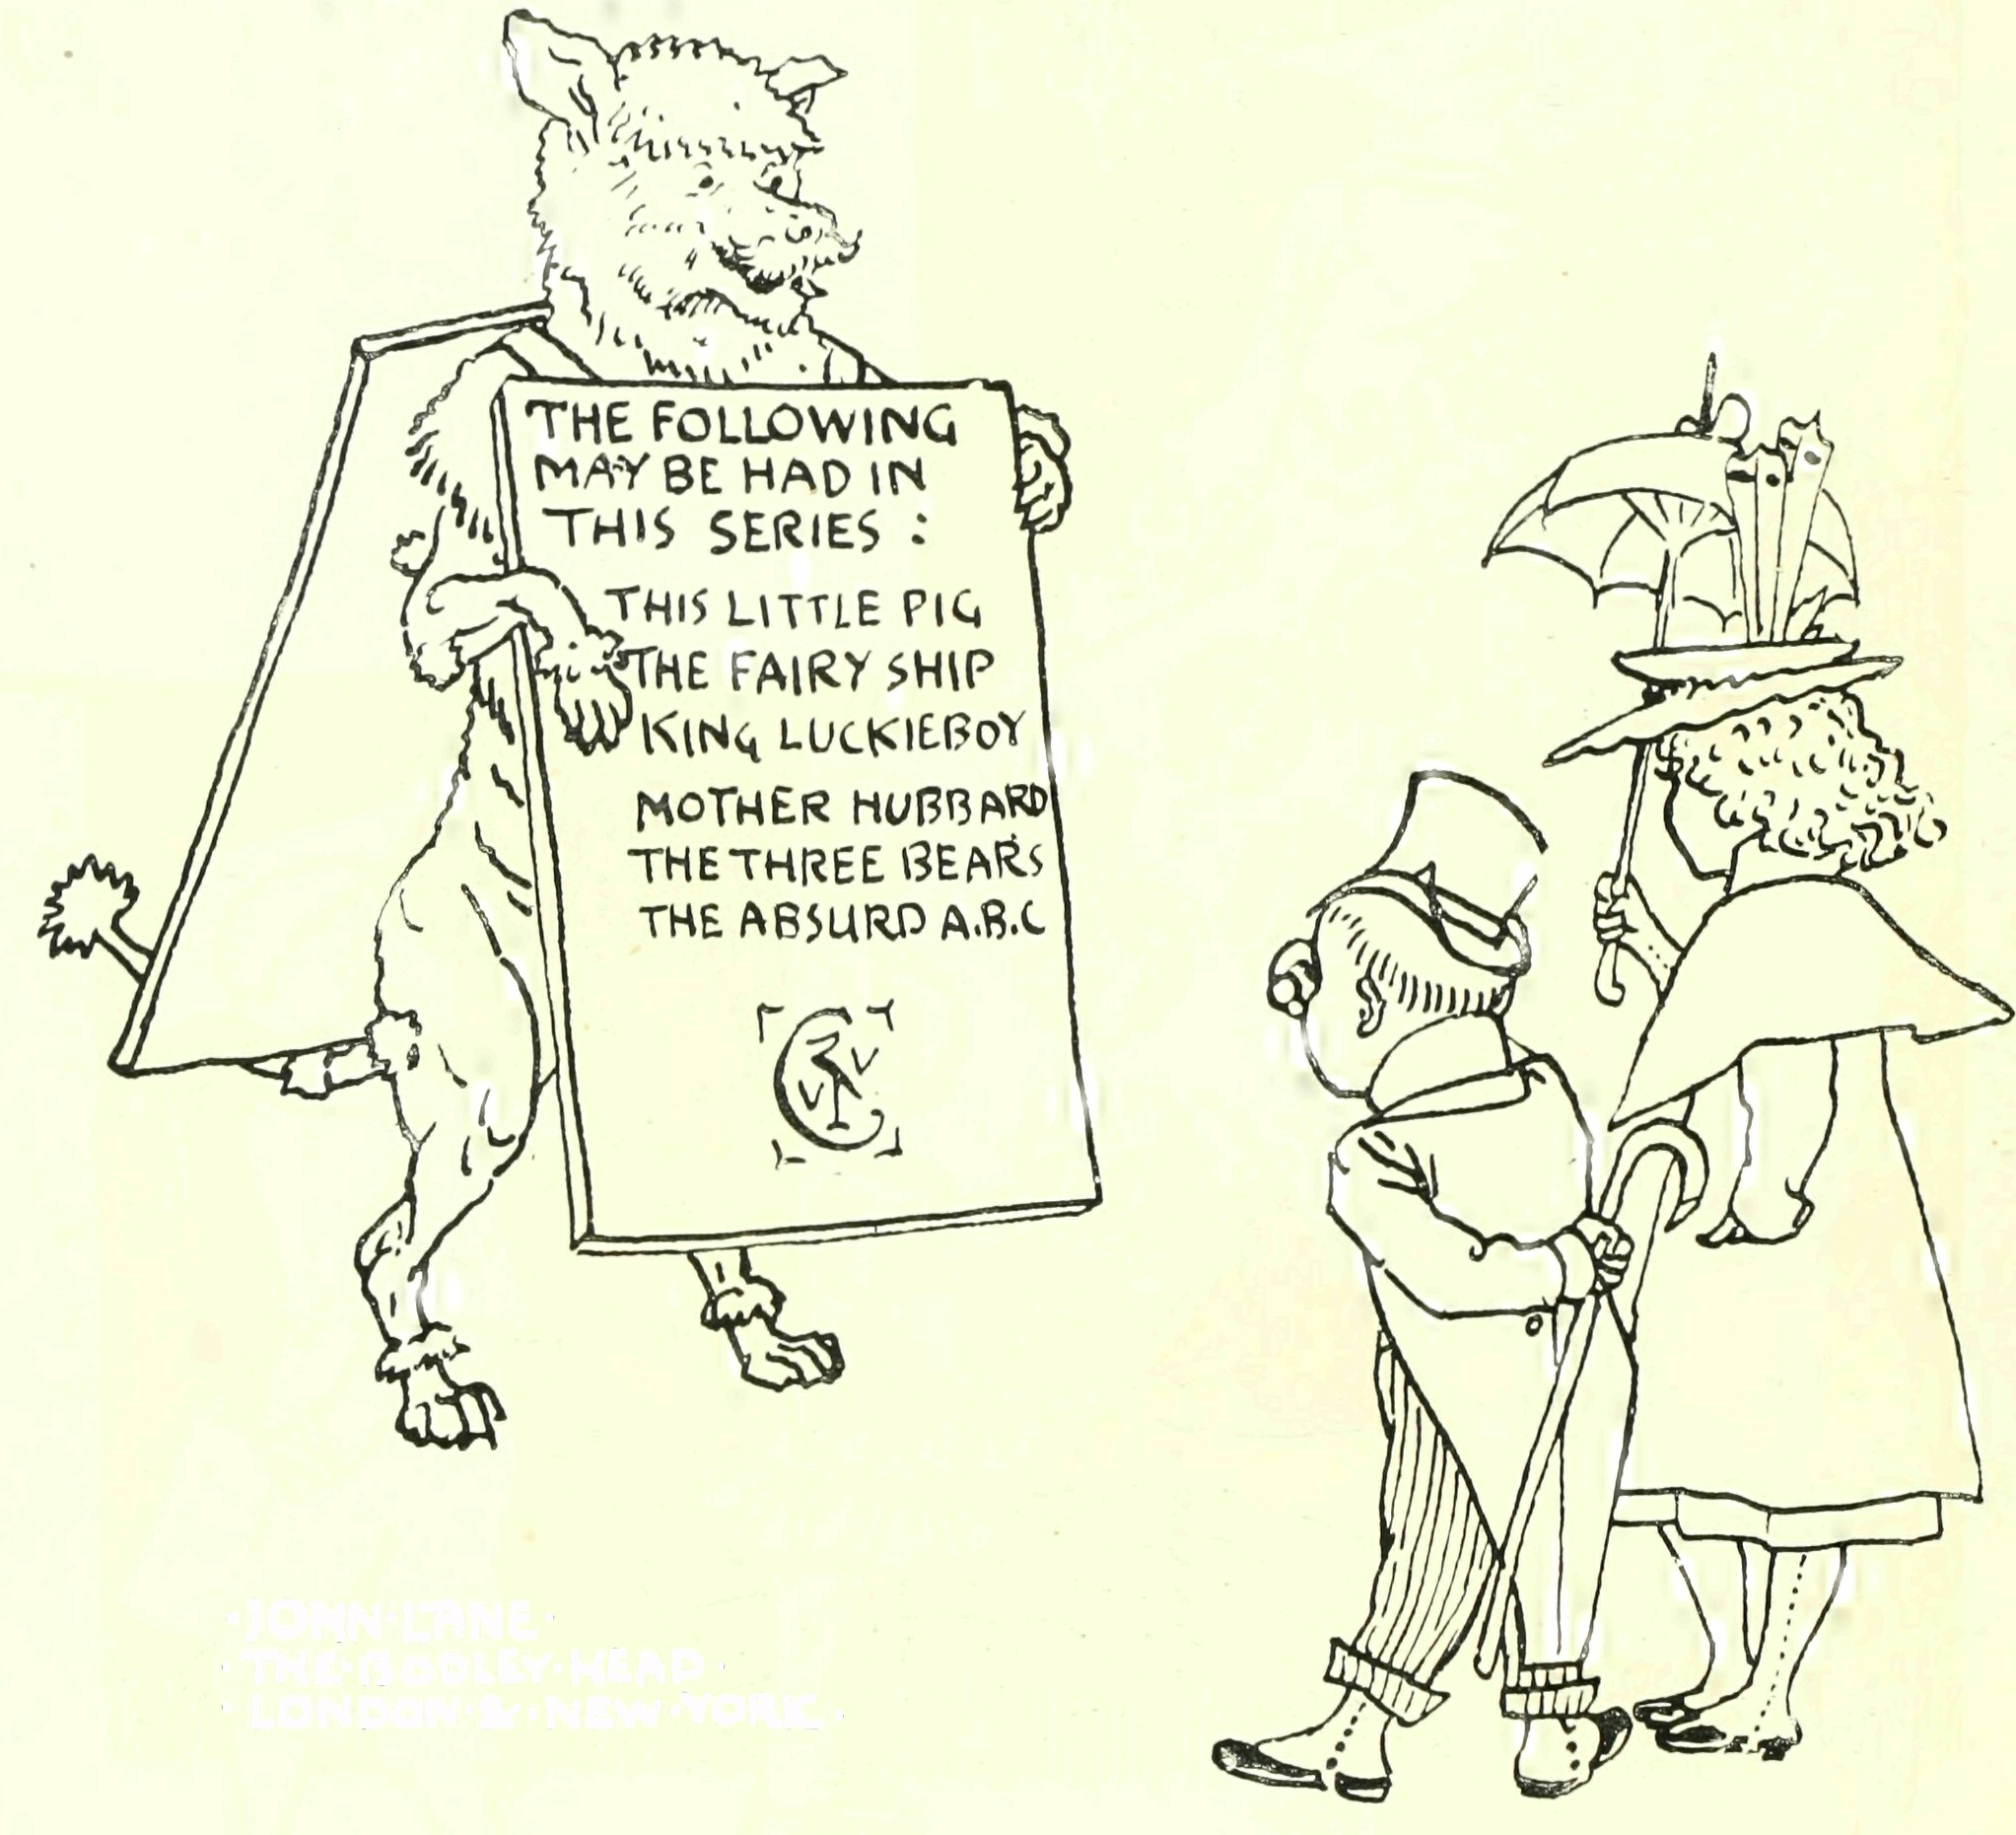 THE FOLLOWING
MAY BE HAD IN
THIS SERIES :
THIS LITTLE PIG
THE FAIRY SHIP
KING LUCKIEBOY
MOTHER HUBBARD
THE THREE BEARS
THE ABSURD A.B.C
·JOHN·LANE·
·THE·BODLEY·HEAD·
·LONDON·&·NEW·YORK·